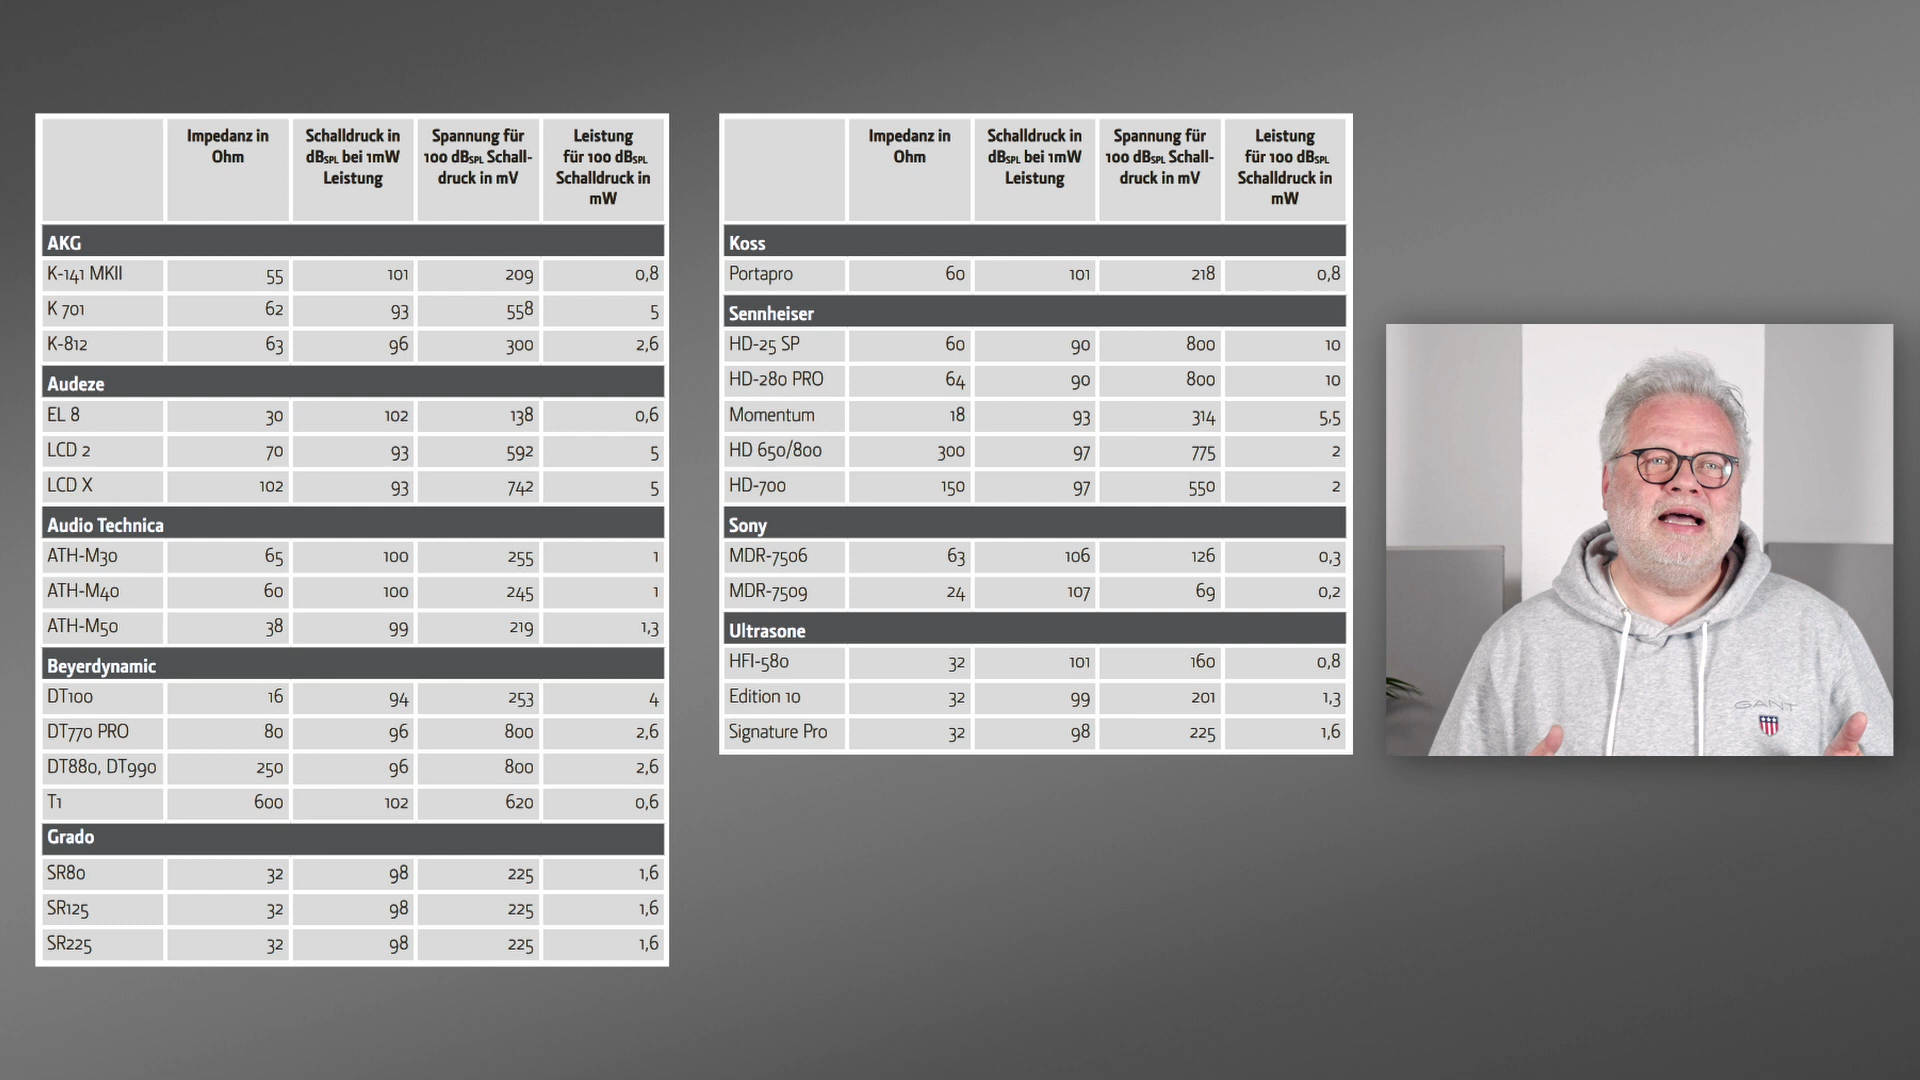 Impedanz in Ohm
Schalldruck in dBSPL bei 1mW Leistung
Spannung für 100 dBSPL Schall-druck in mV
Leistung für 100 dBSPL Schalldruck in mW
AKG
K-141 MKII 55 101 209 0,8
K 701 62 93 558 5
K-812 63 96 300 2,6
Audeze
EL 8 30 102 138 0,6
LCD 2 70 93 592 5
LCD X 102 93 742 5
Audio Technica
ATH-M30 65 100 255 1
ATH-M40 60 100 245 1
ATH-M50 38 99 219 1,3
Beyerdynamic
DT100 16 94 253 4
DT770 PRO 80 96 800 2,6
DT880, DT990 250 96 800 2,6
T1 600 102 620 0,6
Grado
SR80 32 98 225 1,6
SR125 32 98 225 1,6
SR225 32 98 225 1,6
Impedanz in Ohm
Schalldruck in dBSPL bei 1mW Leistung
Spannung für 100 dBSPL Schall-druck in mV
Leistung für 100 dBSPL Schalldruck in mW
Koss
Portapro 60 101 218 0,8
Sennheiser
HD-25 SP 60 90 800 10
HD-280 PRO 64 90 800 10
Momentum 18 93 314 5,5
HD 650/800 300 97 775 2
HD-700 150 97 550 2
Sony
MDR-7506 63 106 126 0,3
MDR-7509 24 107 69 0,2
Ultrasone
HFI-580 32 101 160 0,8
Edition 10 32 99 201 1,3
Signature Pro 32 98 225 1,6
GANT